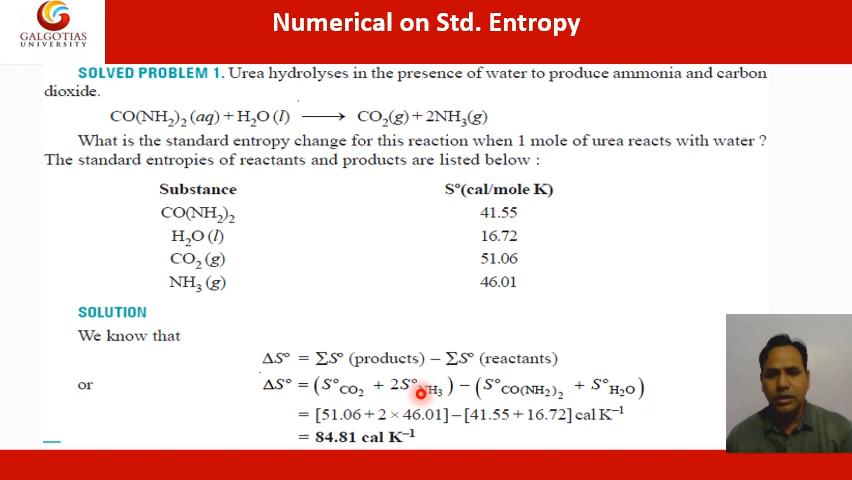 GALGOTIAS
UNIVERSITY
Numerical on Std. Entropy
SOLVED PROBLEM 1. Urea hydrolyses in the presence of water to produce ammonia and carbon
dioxide.
CO(NH₂)₂ (aq) + H₂O (l) ⟶ CO₂(g) + 2NH₃(g)
What is the standard entropy change for this reaction when 1 mole of urea reacts with water ?
The standard entropies of reactants and products are listed below :
Substance S°(cal/mole K)
CO(NH₂)₂ 41.55
H₂O (l) 16.72
CO₂ (g) 51.06
NH₃ (g) 46.01
SOLUTION
We know that
ΔS° = ΣS° (products) – ΣS° (reactants)
or ΔS° = (S°CO₂ + 2S°NH₃) – (S°CO(NH₂)₂ + S°H₂O)
= [51.06 + 2 × 46.01] – [41.55 + 16.72] cal K⁻¹
= 84.81 cal K⁻¹